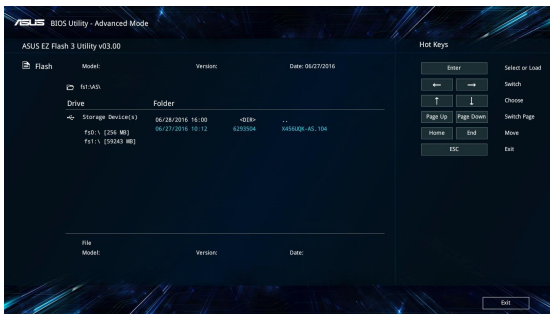 ASUS BIOS Utility - Advanced Mode
ASUS EZ Flash 3 Utility v03.00
Hot Keys
Flash
Model: Version: Date: 06/27/2016
fs1:\AS\
Drive Folder
Storage Device(s)
fs0:\ [256 MB]
fs1:\ [59243 MB]
06/28/2016 16:00 <DIR> ..
06/27/2016 10:12 6293504 X456UQK-AS.104
File
Model: Version: Date:
Enter Select or Load
← → Switch
↑ ↓ Choose
Page Up Page Down Switch Page
Home End Move
ESC Exit
Exit